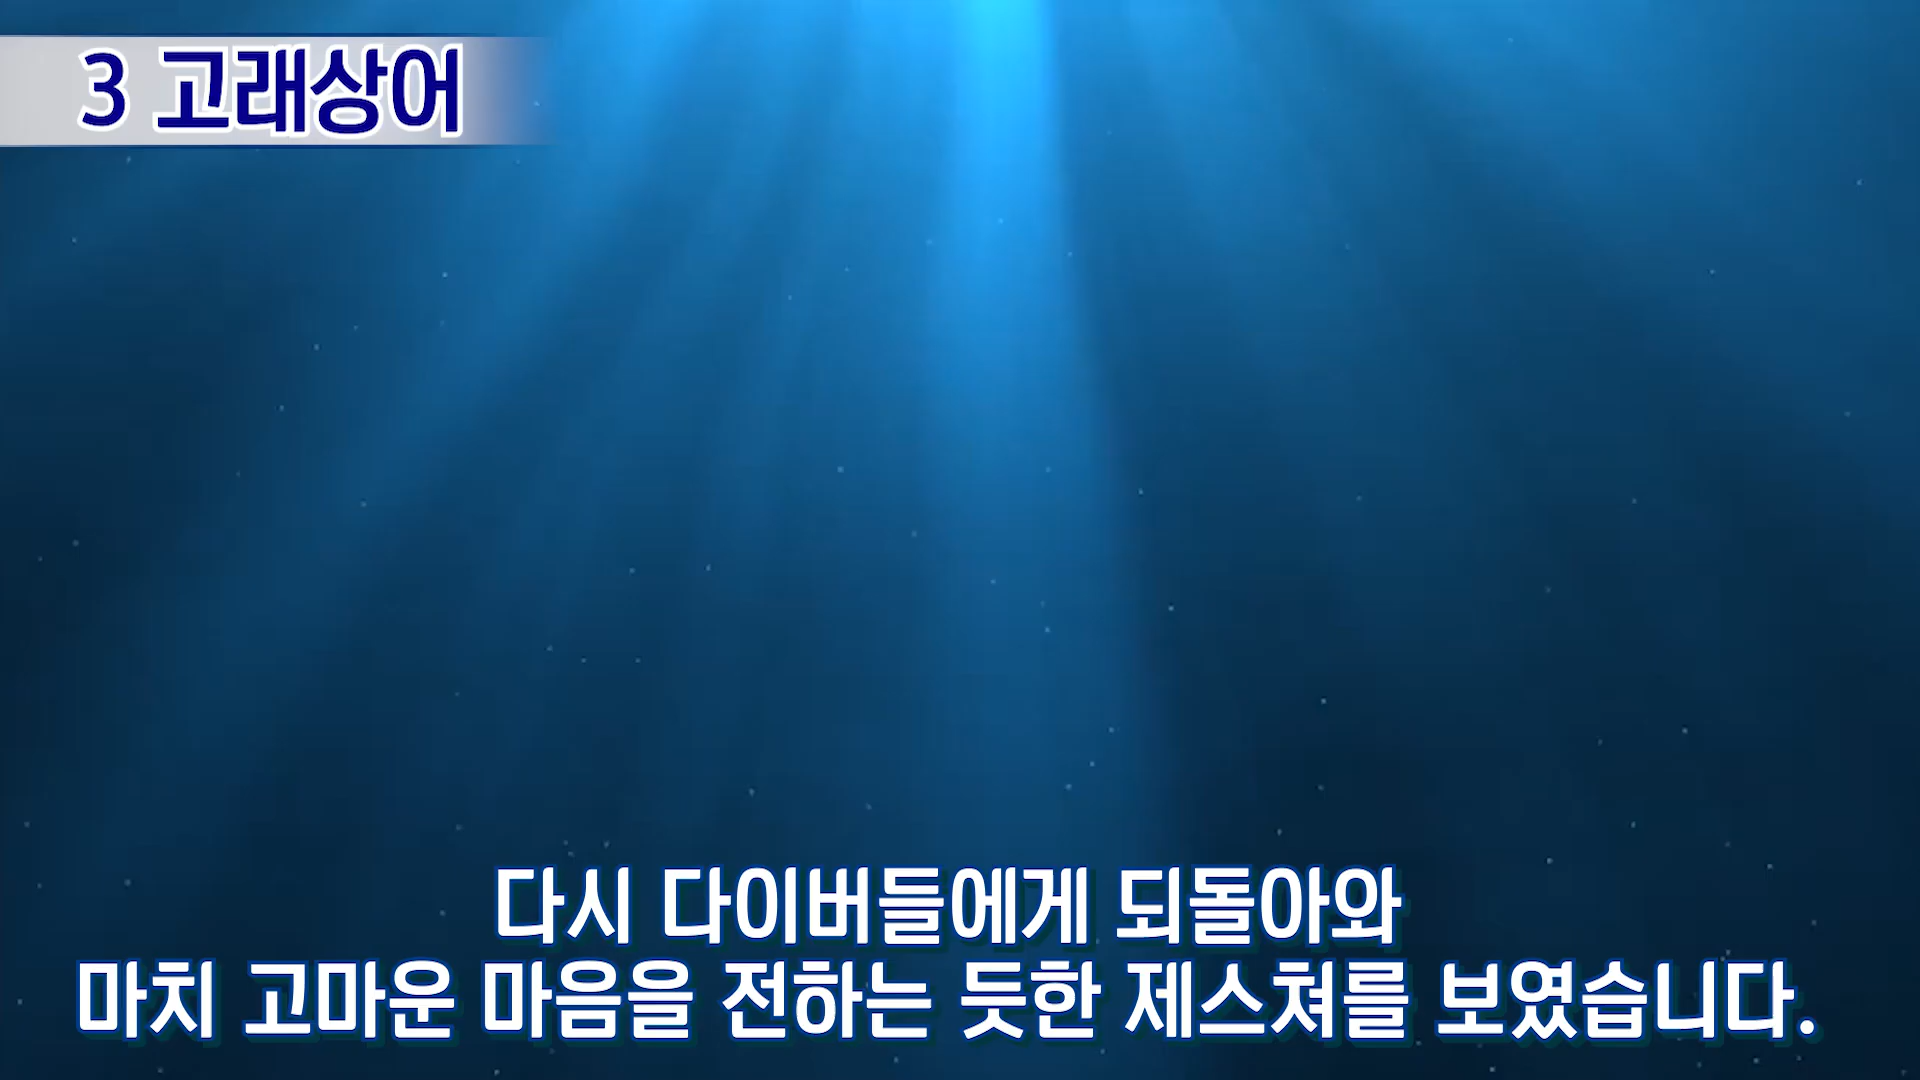 3 고래상어
다시 다이버들에게 되돌아와
마치 고마운 마음을 전하는 듯한 제스쳐를 보였습니다.